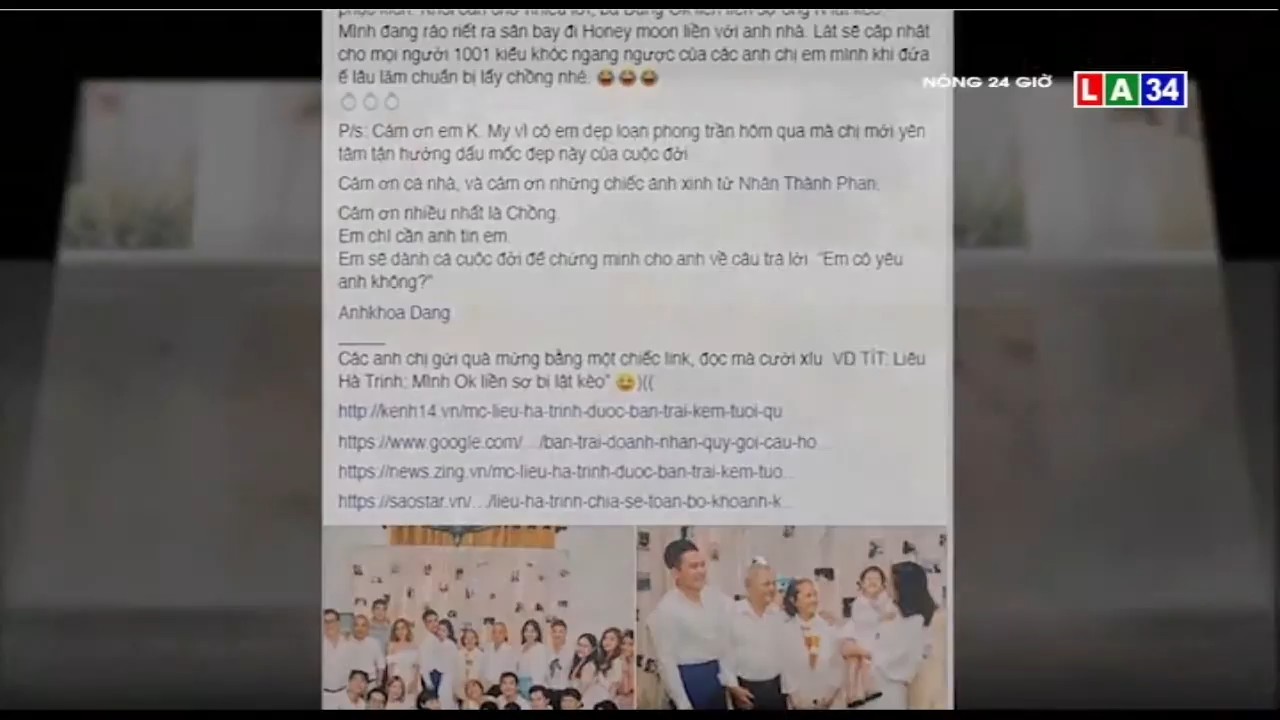 Mình đang ráo riết ra sân bay đi Honey moon liền với anh nhà. Lát sẽ cập nhật
cho mọi người 1001 kiểu khóc ngang ngược của các anh chị em mình khi đứa
ế lâu lắm chuẩn bị lấy chồng nhé.
NÓNG 24 GIỜ
LA34
P/s: Cám ơn em K. My vì có em dẹp loạn phong trần hôm qua mà chị mới yên
tâm tận hưởng dấu mốc đẹp này của cuộc đời
Cám ơn cả nhà, và cảm ơn những chiếc ảnh xinh từ Nhân Thành Phan.
Cám ơn nhiều nhất là Chồng.
Em chỉ cần anh tin em.
Em sẽ dành cả cuộc đời để chứng minh cho anh về câu trả lời "Em có yêu
anh không?"
Anhkhoa Dang
Các anh chị gửi quà mừng bằng một chiếc link, đọc mà cười xỉu VD TÍT: Liêu
Hà Trinh: Mình Ok liền sợ bị lật kèo" )((
http://kenh14.vn/mc-lieu-ha-trinh-duoc-ban-trai-kem-tuoi-qu
https://www.google.com/…/ban-trai-doanh-nhan-quy-goi-cau-ho…
https://news.zing.vn/mc-lieu-ha-trinh-duoc-ban-trai-kem-tuo…
https://saostar.vn/…/lieu-ha-trinh-chia-se-toan-bo-khoanh-k…